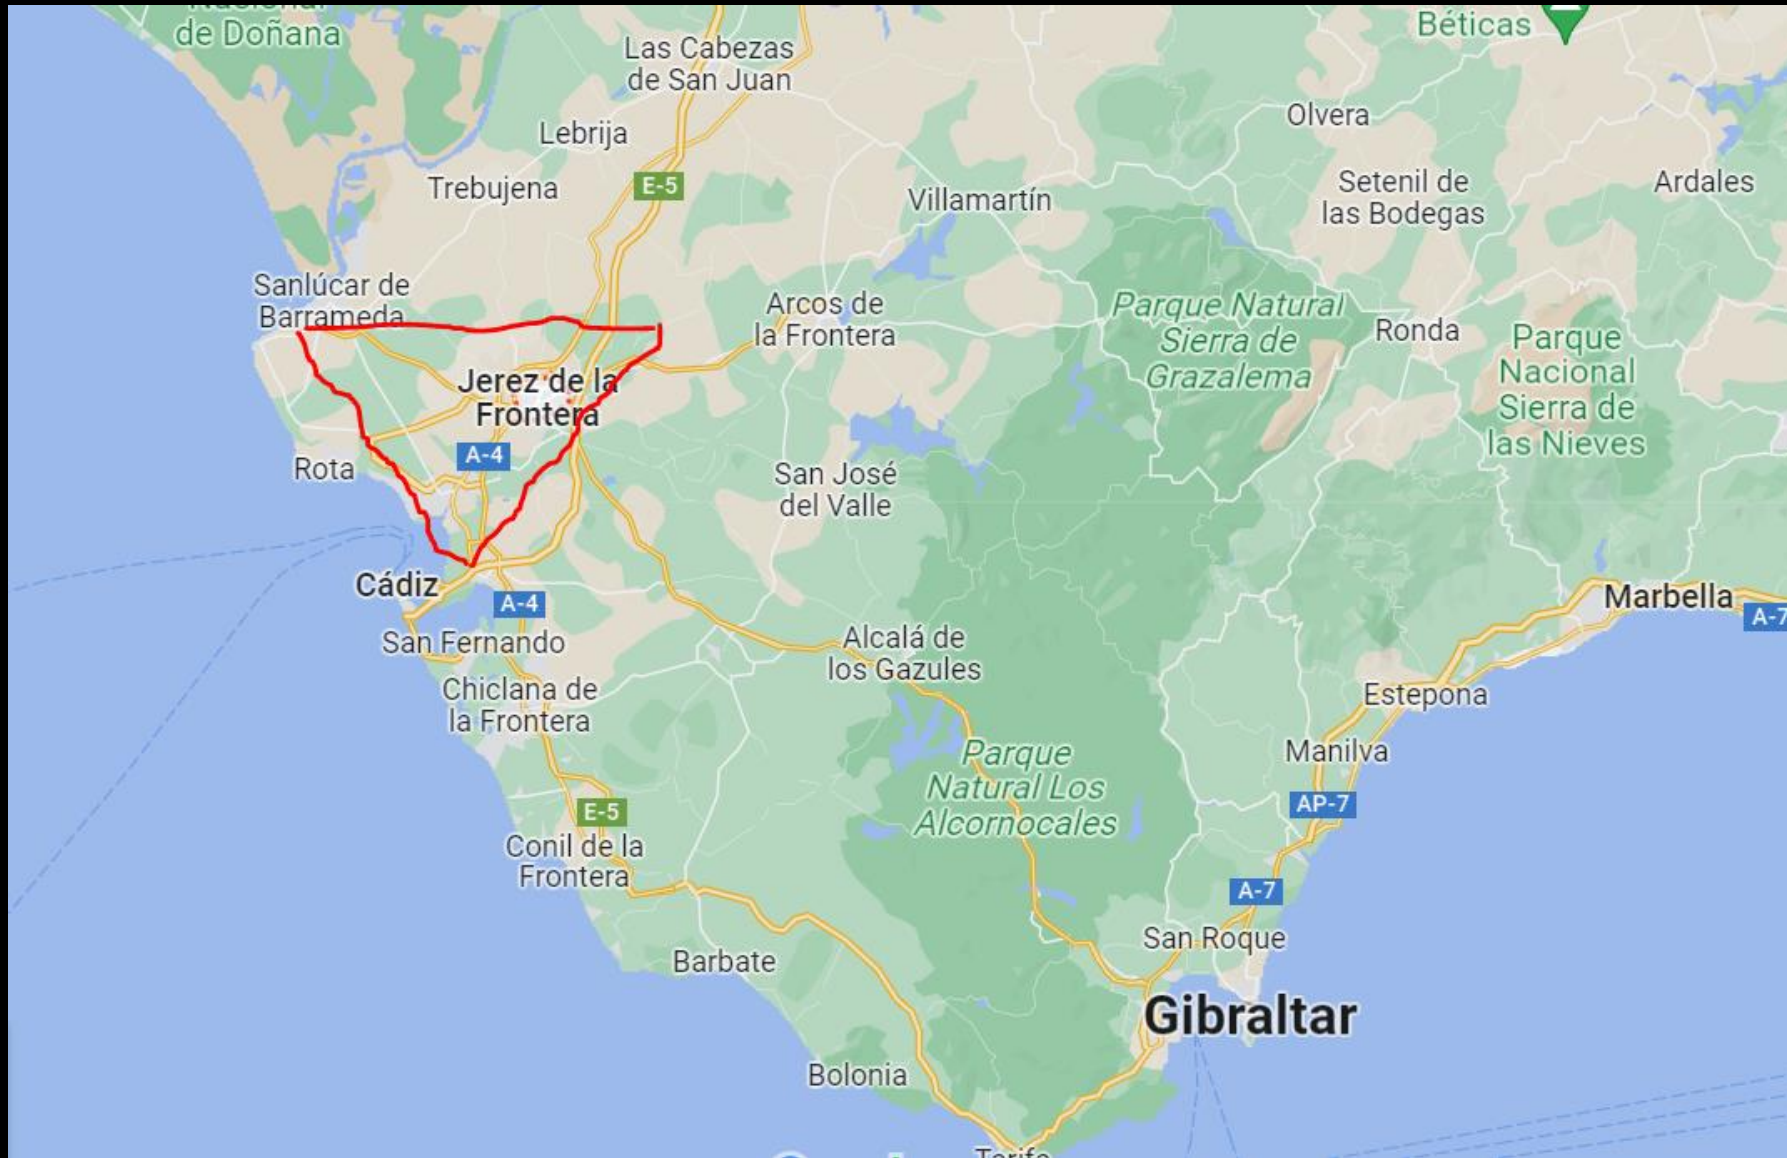 Nacional
de Doñana
Béticas
Las Cabezas
de San Juan
Olvera
Lebrija
Trebujena
E-5
Villamartín
Setenil de
las Bodegas
Ardales
Sanlúcar de
Barrameda
Arcos de
la Frontera
Parque Natural
Sierra de
Grazalema
Ronda
Parque
Nacional
Sierra de
las Nieves
Jerez de la
Frontera
A-4
Rota
San José
del Valle
Cádiz
A-4
Marbella
A-7
San Fernando
Alcalá de
los Gazules
Chiclana de
la Frontera
Estepona
Parque
Natural Los
Alcornocales
Manilva
AP-7
E-5
Conil de la
Frontera
A-7
San Roque
Barbate
Gibraltar
Bolonia
Tarifa